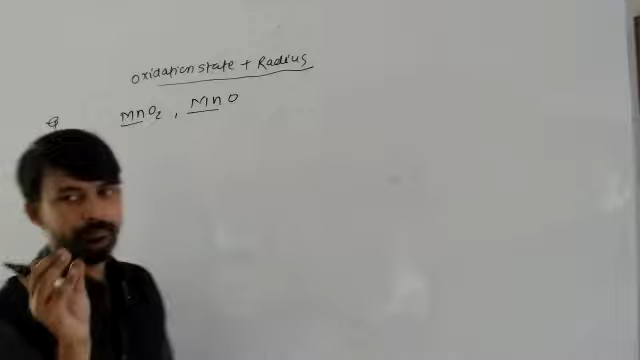 Oxidation state + Radius
MnO2 , MnO